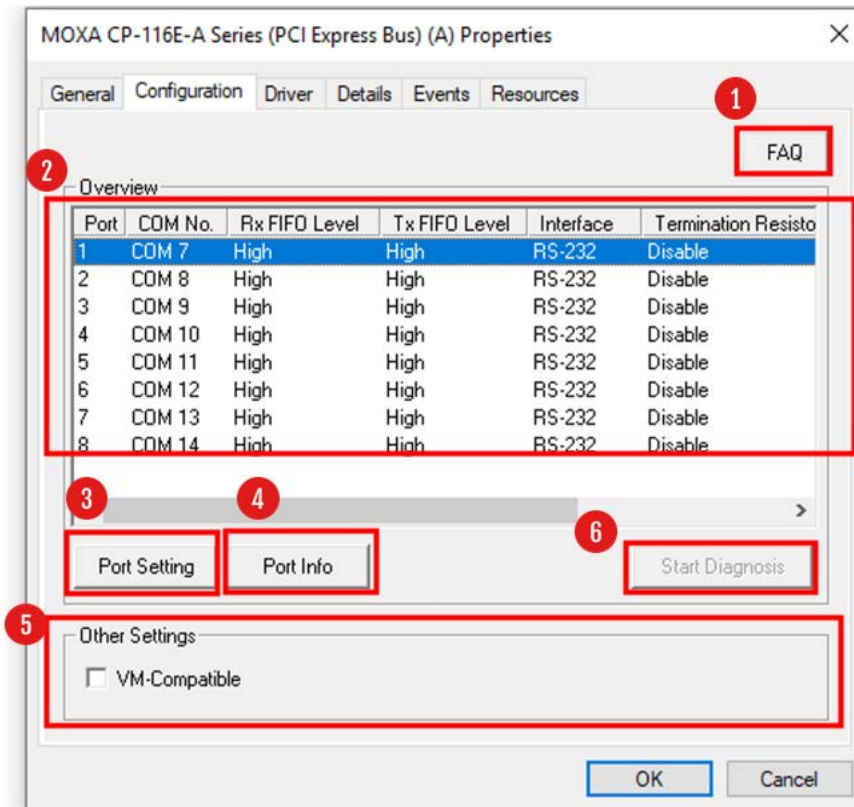 MOXA CP-116E-A Series (PCI Express Bus) (A) Properties
General Configuration Driver Details Events Resources
1
FAQ
2
Overview
Port COM No. Rx FIFO Level Tx FIFO Level Interface Termination Resisto
1 COM 7 High High RS-232 Disable
2 COM 8 High High RS-232 Disable
3 COM 9 High High RS-232 Disable
4 COM 10 High High RS-232 Disable
5 COM 11 High High RS-232 Disable
6 COM 12 High High RS-232 Disable
7 COM 13 High High RS-232 Disable
8 COM 14 High High RS-232 Disable
3 4 6
Port Setting Port Info Start Diagnosis
5
Other Settings
VM-Compatible
OK Cancel